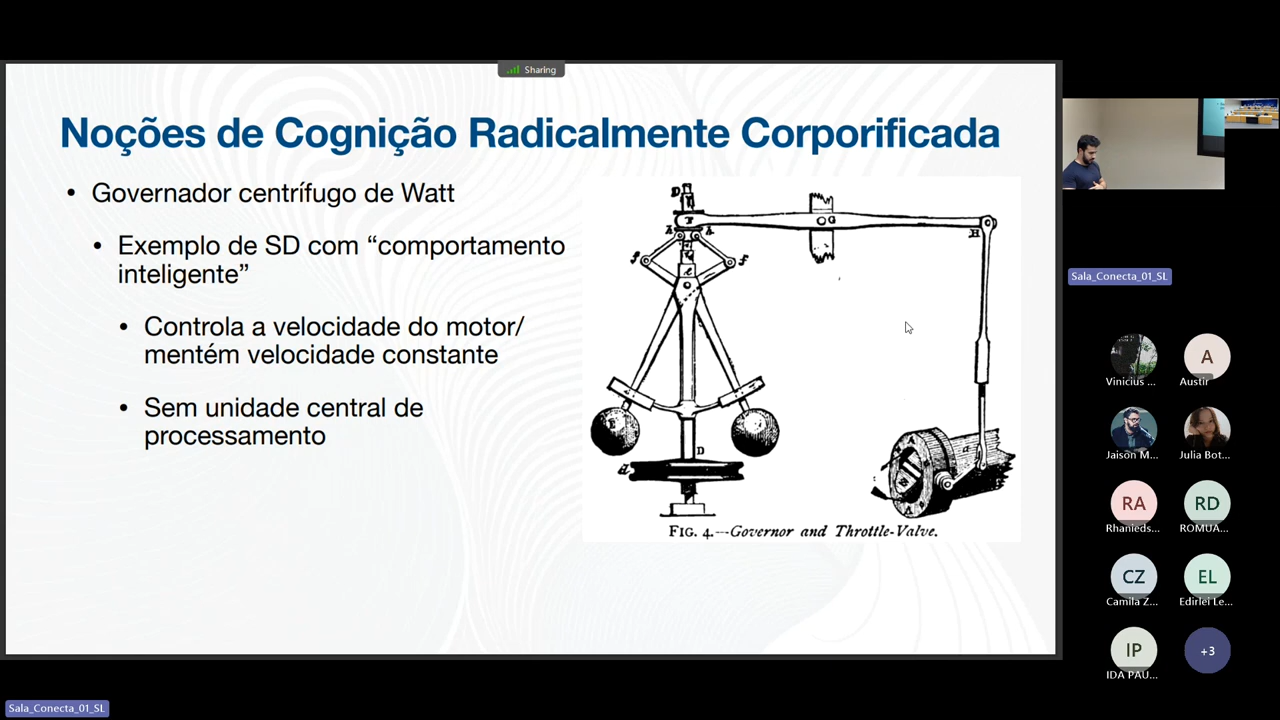 Sharing
Noções de Cognição Radicalmente Corporificada
• Governador centrífugo de Watt
• Exemplo de SD com “comportamento
inteligente”
• Controla a velocidade do motor/
mentém velocidade constante
• Sem unidade central de
processamento
FIG. 4.—Governor and Throttle-Valve.
Sala_Conecta_01_SL
Vinicius ...
A
Austir
Jaison M...
Julia Bot...
RA
Rhanieds...
RD
ROMUA...
CZ
Camila Z...
EL
Edirlei Le...
IP
IDA PAU...
+3
Sala_Conecta_01_SL